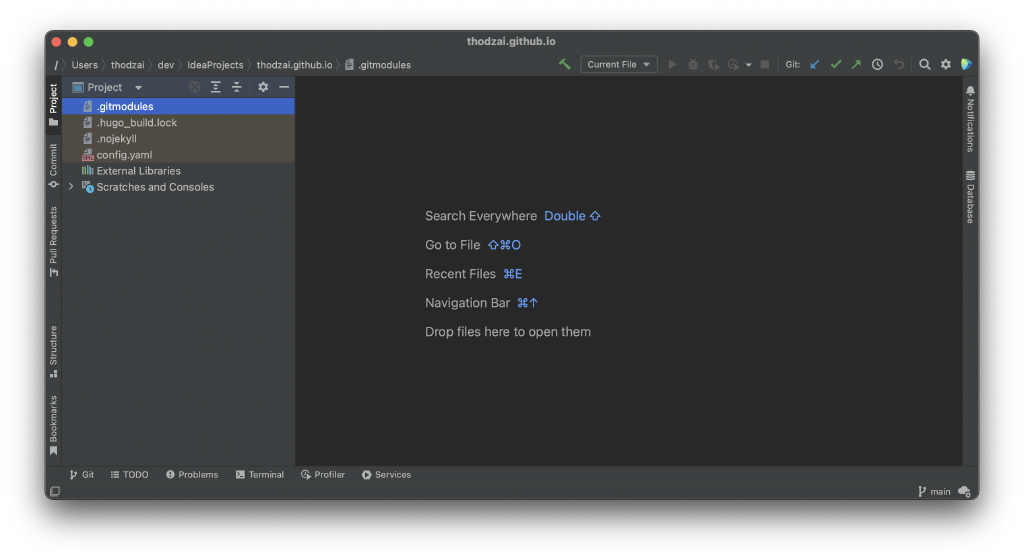 thodzai.github.io
/ Users thodzai dev IdeaProjects thodzai.github.io .gitmodules
Current File
Git:
Project
Project
.gitmodules
.hugo_build.lock
.nojekyll
config.yaml
External Libraries
Scratches and Consoles
Commit
Pull Requests
Structure
Bookmarks
Search Everywhere Double ⇧
Go to File ⇧⌘O
Recent Files ⌘E
Navigation Bar ⌘↑
Drop files here to open them
Notifications
Database
Git TODO Problems Terminal Profiler Services
main